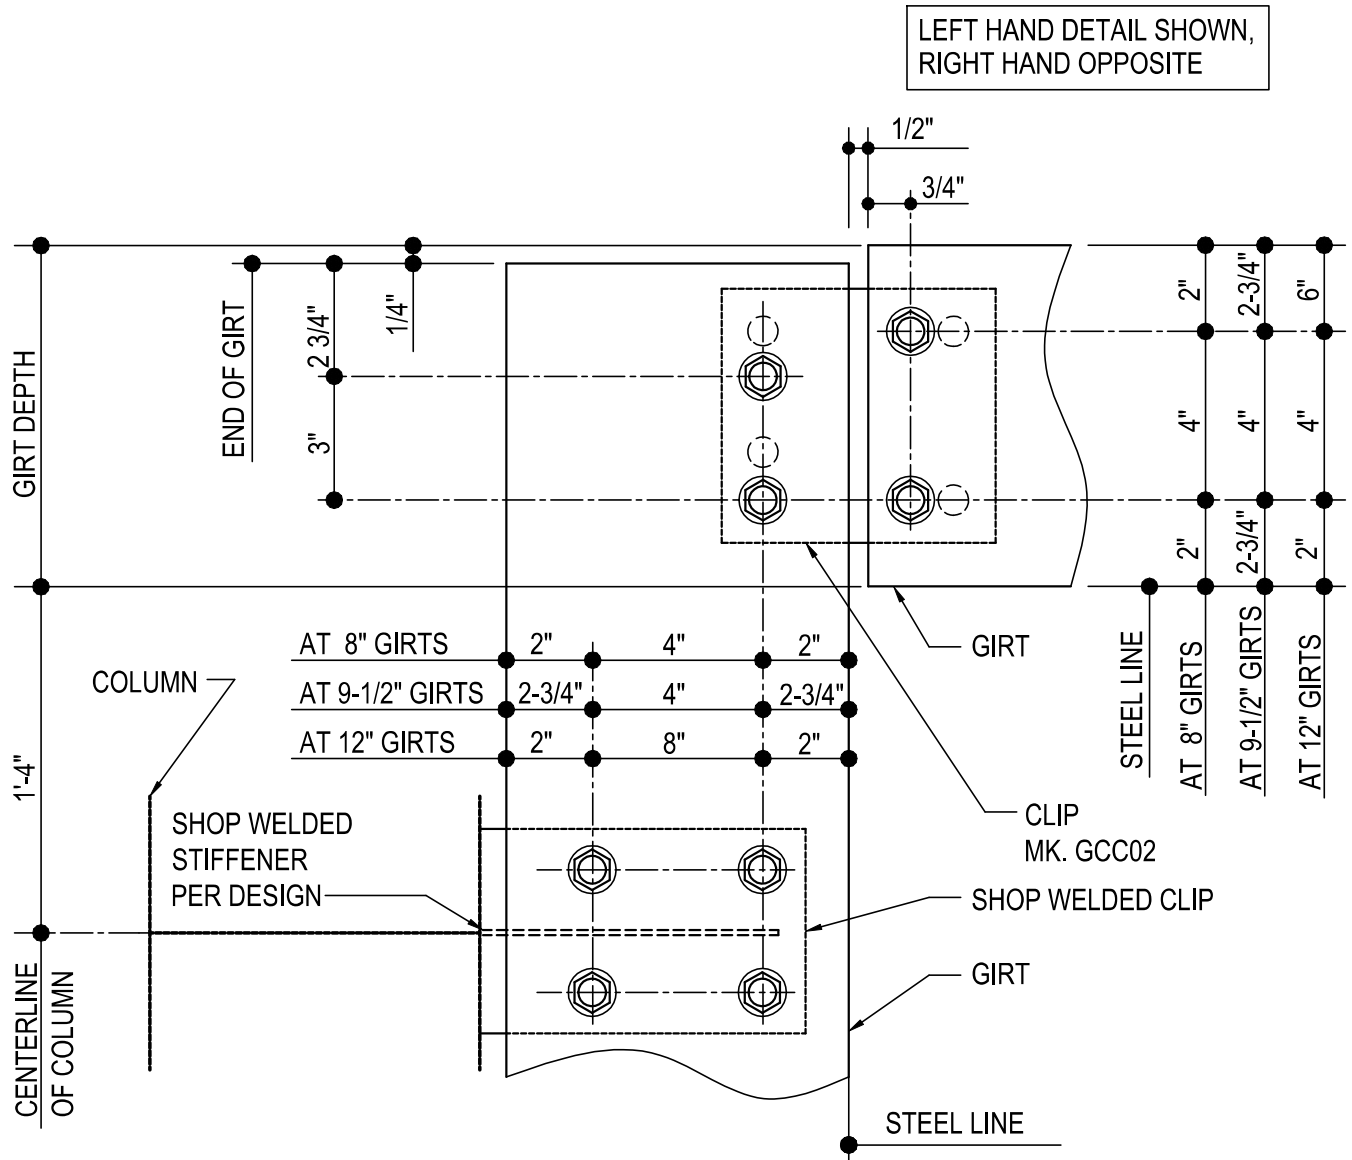 LEFT HAND DETAIL SHOWN,
RIGHT HAND OPPOSITE
1/2"
3/4"
GIRT DEPTH
END OF GIRT
2 3/4"
3"
1/4"
2"
4"
2"
2-3/4"
4"
2-3/4"
6"
4"
2"
STEEL LINE
AT  8" GIRTS
AT 9-1/2" GIRTS
AT 12" GIRTS
GIRT
AT  8" GIRTS 2" 4" 2"
AT 9-1/2" GIRTS 2-3/4" 4" 2-3/4"
AT 12" GIRTS 2" 8" 2"
COLUMN
1'-4"
SHOP WELDED
STIFFENER
PER DESIGN
CLIP
MK. GCC02
SHOP WELDED CLIP
GIRT
CENTERLINE
OF COLUMN
STEEL LINE